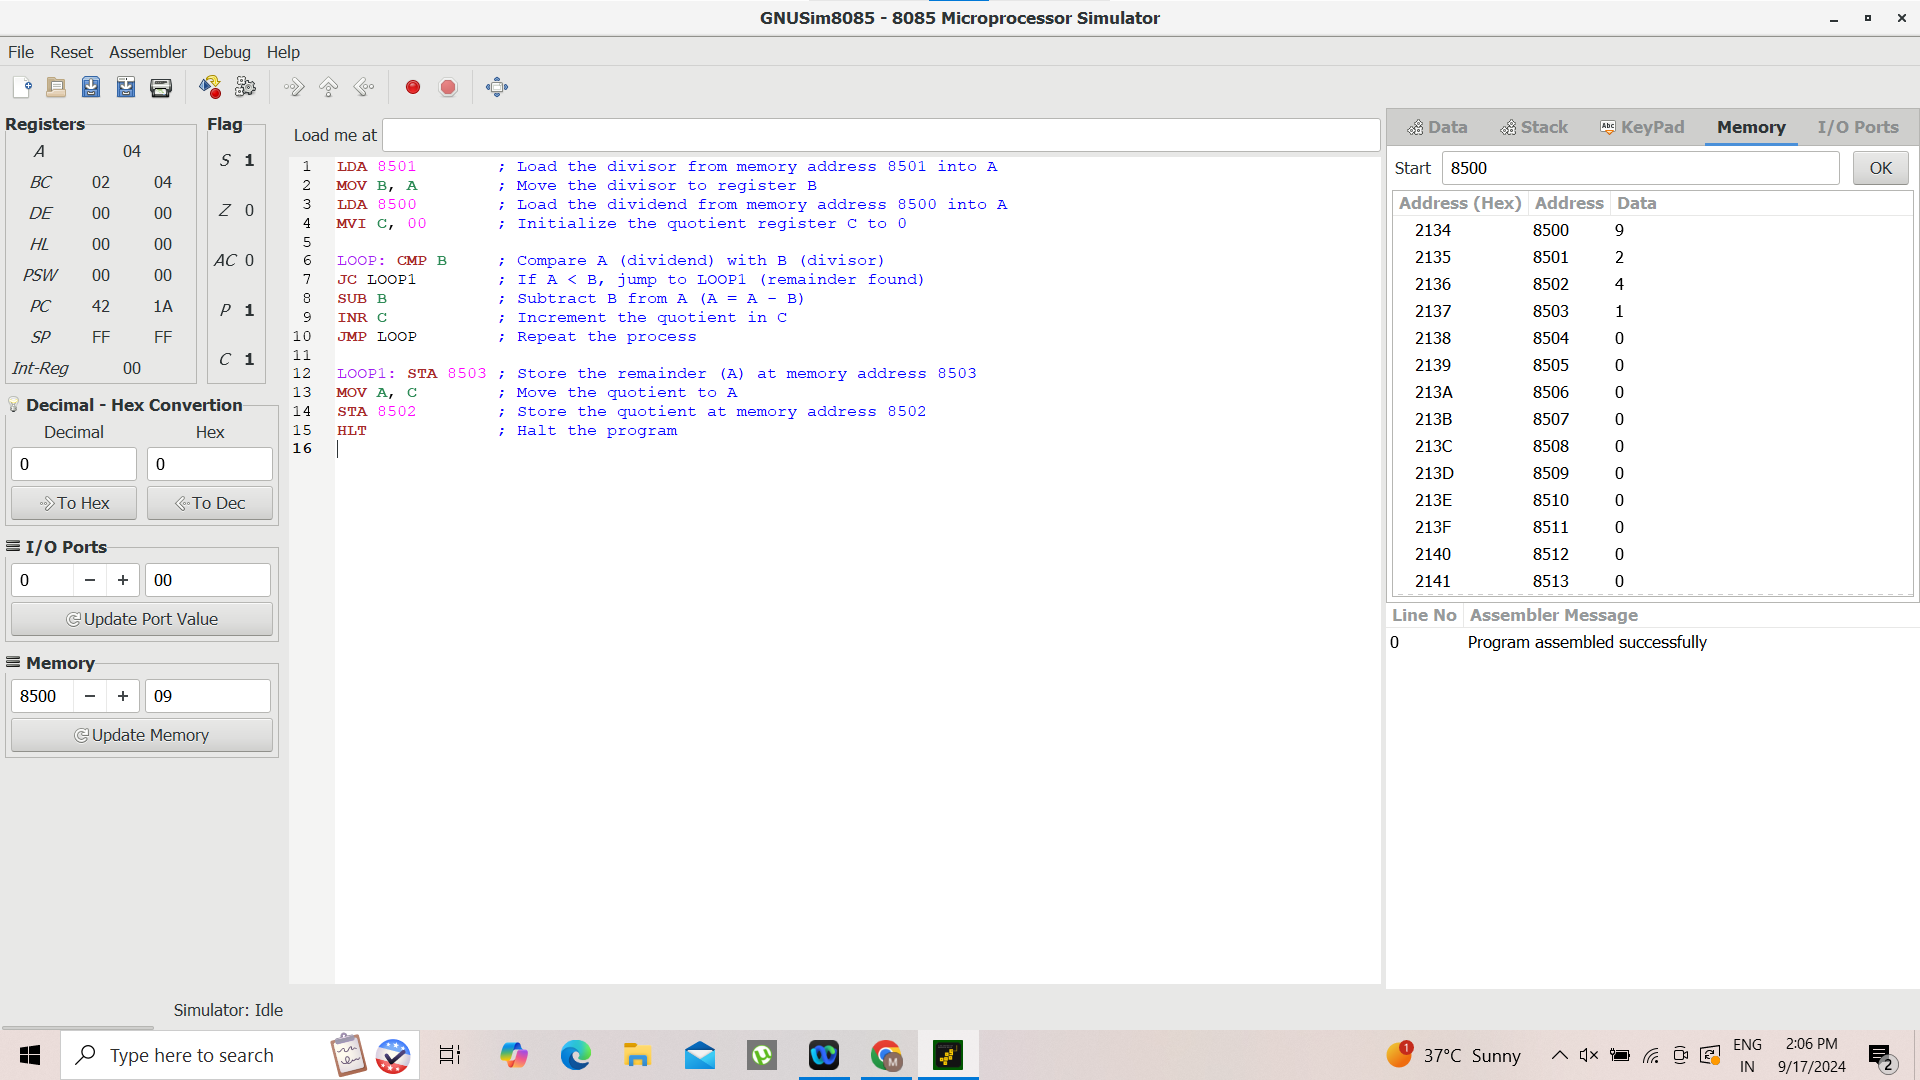 GNUSim8085 - 8085 Microprocessor Simulator
File Reset Assembler Debug Help
Registers
A 04
BC 02 04
DE 00 00
HL 00 00
PSW 00 00
PC 42 1A
SP FF FF
Int-Reg 00
Flag
S 1
Z 0
AC 0
P 1
C 1
Decimal - Hex Convertion
Decimal Hex
0 0
To Hex To Dec
I/O Ports
0 − + 00
Update Port Value
Memory
8500 − + 09
Update Memory
Load me at
1 LDA 8501 ; Load the divisor from memory address 8501 into A
2 MOV B, A ; Move the divisor to register B
3 LDA 8500 ; Load the dividend from memory address 8500 into A
4 MVI C, 00 ; Initialize the quotient register C to 0
5
6 LOOP: CMP B ; Compare A (dividend) with B (divisor)
7 JC LOOP1 ; If A < B, jump to LOOP1 (remainder found)
8 SUB B ; Subtract B from A (A = A - B)
9 INR C ; Increment the quotient in C
10 JMP LOOP ; Repeat the process
11
12 LOOP1: STA 8503 ; Store the remainder (A) at memory address 8503
13 MOV A, C ; Move the quotient to A
14 STA 8502 ; Store the quotient at memory address 8502
15 HLT ; Halt the program
16
Data Stack Abc KeyPad Memory I/O Ports
Start 8500 OK
Address (Hex) Address Data
2134 8500 9
2135 8501 2
2136 8502 4
2137 8503 1
2138 8504 0
2139 8505 0
213A 8506 0
213B 8507 0
213C 8508 0
213D 8509 0
213E 8510 0
213F 8511 0
2140 8512 0
2141 8513 0
Line No Assembler Message
0 Program assembled successfully
Simulator: Idle
Type here to search
M
1
37°C Sunny
ENG
IN
2:06 PM
9/17/2024
2